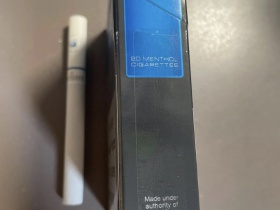 20 MENTHOL
CIGARETTES
Made under
authority of